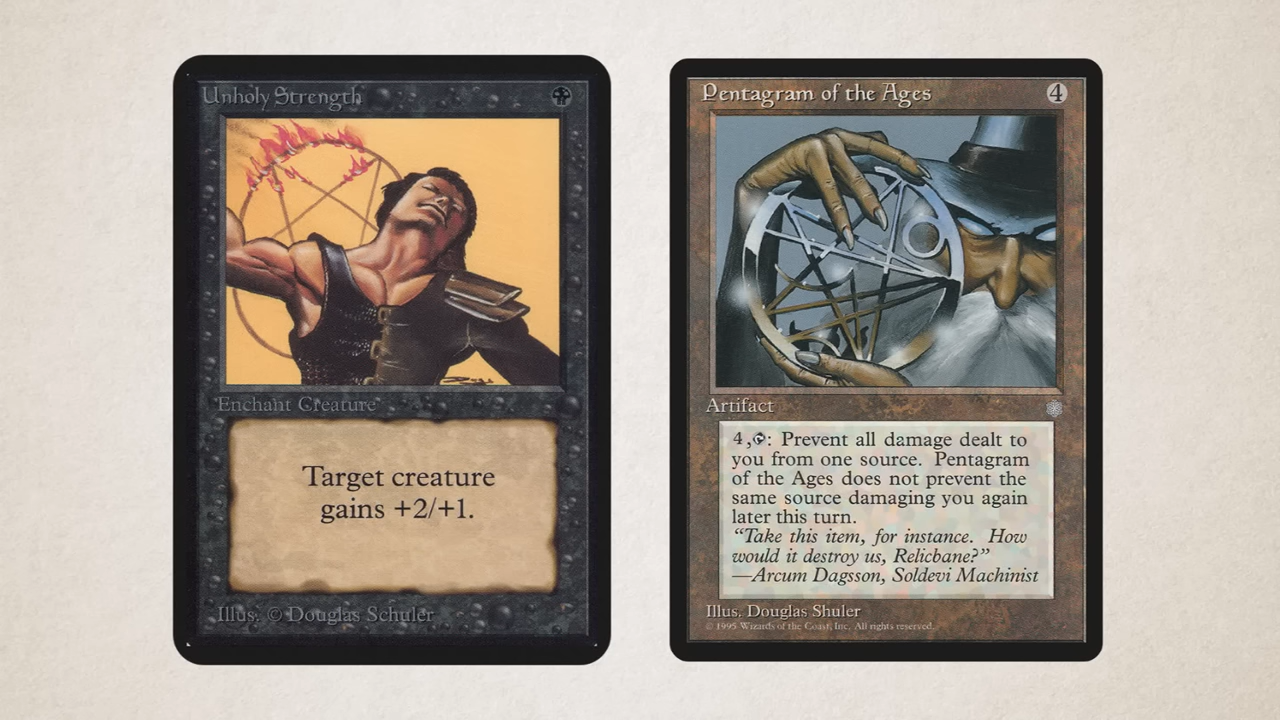 Unholy Strength
Enchant Creature
Target creature
gains +2/+1.
Illus. © Douglas Schuler
Pentagram of the Ages
4
Artifact
4, : Prevent all damage dealt to
you from one source. Pentagram
of the Ages does not prevent the
same source damaging you again
later this turn.
“Take this item, for instance. How
would it destroy us, Relicbane?”
—Arcum Dagsson, Soldevi Machinist
Illus. Douglas Shuler
© 1995 Wizards of the Coast, Inc. All rights reserved.